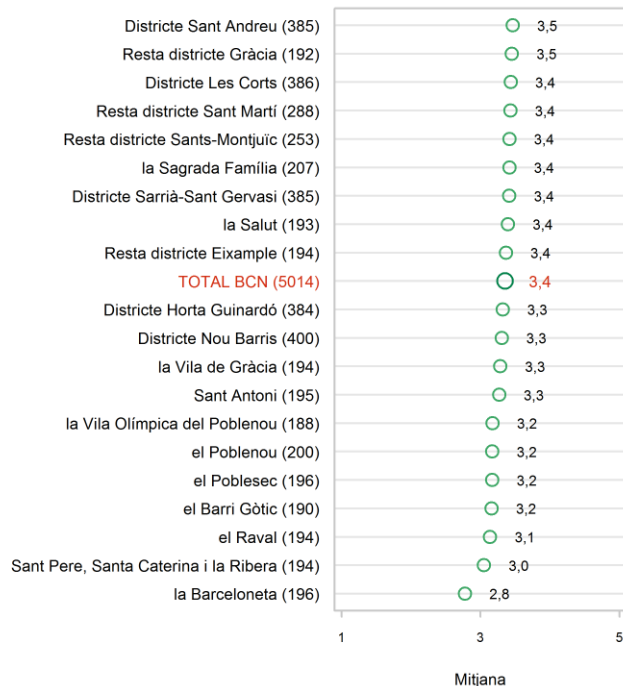 Districte Sant Andreu (385) 3,5
Resta districte Gràcia (192) 3,5
Districte Les Corts (386) 3,4
Resta districte Sant Martí (288) 3,4
Resta districte Sants-Montjuïc (253) 3,4
la Sagrada Família (207) 3,4
Districte Sarrià-Sant Gervasi (385) 3,4
la Salut (193) 3,4
Resta districte Eixample (194) 3,4
TOTAL BCN (5014) 3,4
Districte Horta Guinardó (384) 3,3
Districte Nou Barris (400) 3,3
la Vila de Gràcia (194) 3,3
Sant Antoni (195) 3,3
la Vila Olímpica del Poblenou (188) 3,2
el Poblenou (200) 3,2
el Poblesec (196) 3,2
el Barri Gòtic (190) 3,2
el Raval (194) 3,1
Sant Pere, Santa Caterina i la Ribera (194) 3,0
la Barceloneta (196) 2,8
1 3 5
Mitjana